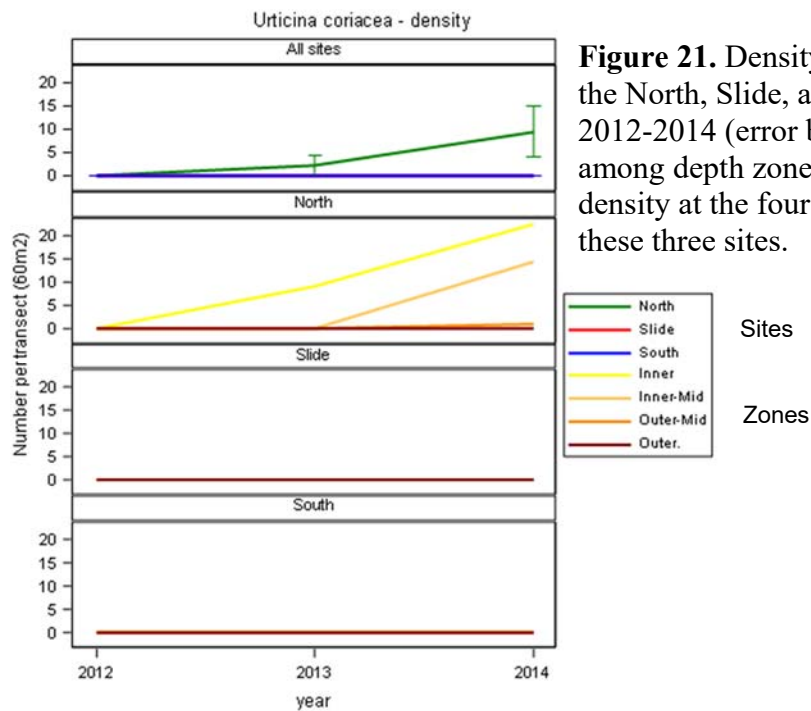 Urticina coriacea - density
All sites
20
15
10
5
0
North
20
15
10
5
0
Slide
20
15
10
5
0
South
20
15
10
5
0
2012 2013 2014
year
Number pertransect (60m2)
Figure 21. Density
the North, Slide, a
2012-2014 (error b
among depth zone
density at the four
these three sites.
North
Slide
South
Inner
Inner-Mid
Outer-Mid
Outer.
Sites
Zones